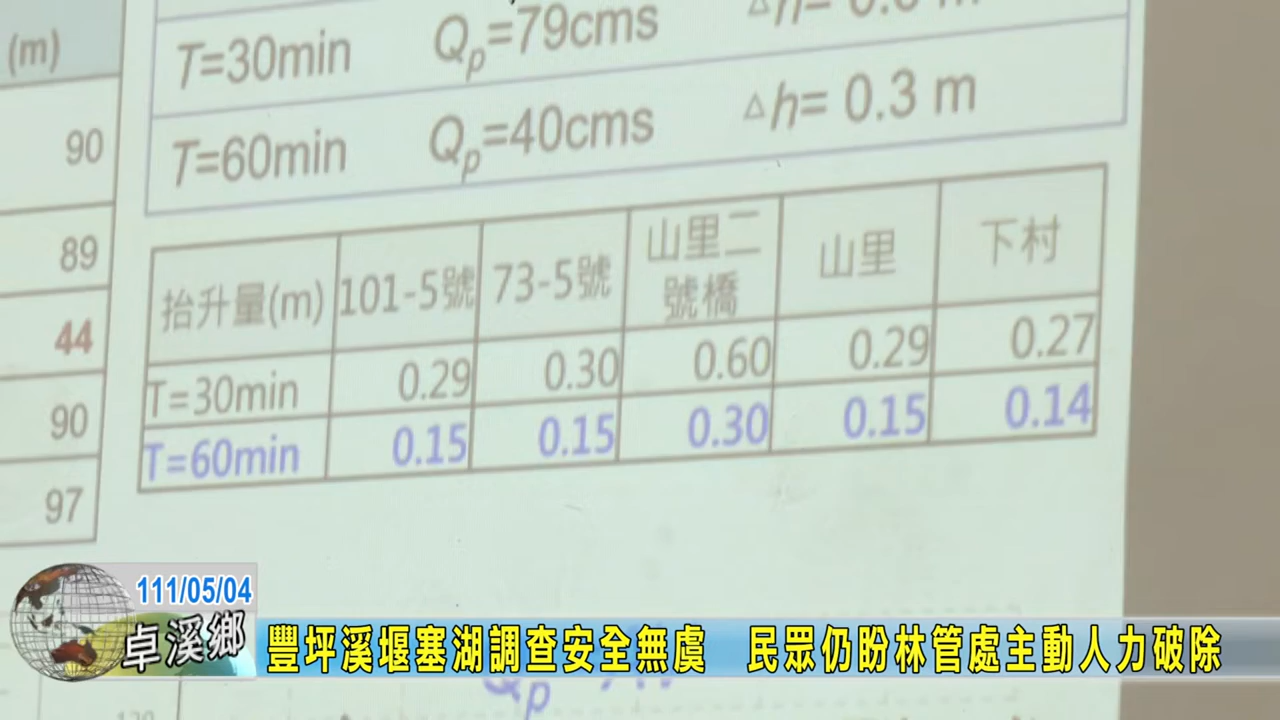 (m)
90
89
44
90
97
T=30min Qp=79cms
T=60min Qp=40cms △h= 0.3 m
抬升量(m) 101-5號 73-5號 山里二號橋 山里 下村
T=30min 0.29 0.30 0.60 0.29 0.27
T=60min 0.15 0.15 0.30 0.15 0.14
111/05/04
卓溪鄉
豐坪溪堰塞湖調查安全無虞 民眾仍盼林管處主動人力破除
Qp